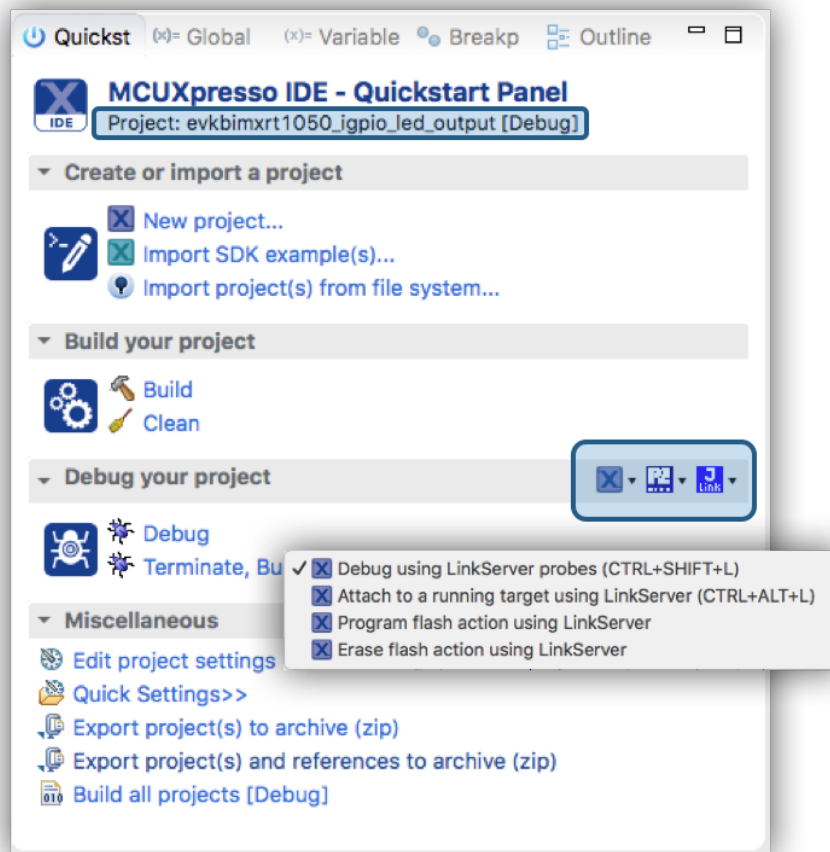 Quickst (x)= Global (x)= Variable Breakp Outline
MCUXpresso IDE - Quickstart Panel
IDE Project: evkbimxrt1050_igpio_led_output [Debug]
Create or import a project
New project...
Import SDK example(s)...
Import project(s) from file system...
Build your project
Build
Clean
Debug your project
J
Link
Debug
Terminate, Bu
✓ Debug using LinkServer probes (CTRL+SHIFT+L)
Attach to a running target using LinkServer (CTRL+ALT+L)
Program flash action using LinkServer
Erase flash action using LinkServer
Miscellaneous
Edit project settings
Quick Settings>>
Export project(s) to archive (zip)
Export project(s) and references to archive (zip)
010 Build all projects [Debug]